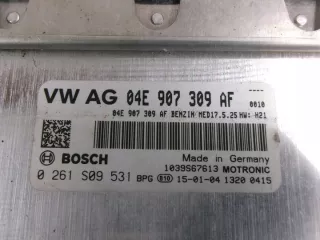 VW AG 04E 907 309 AF 0010
04E 907 309 AF BENZIN MED17.5.25 HW: H21
BOSCH
Made in Germany
1039S67613 MOTRONIC
0 261 S09 531 BPG 810 15-01-04 1320 0415